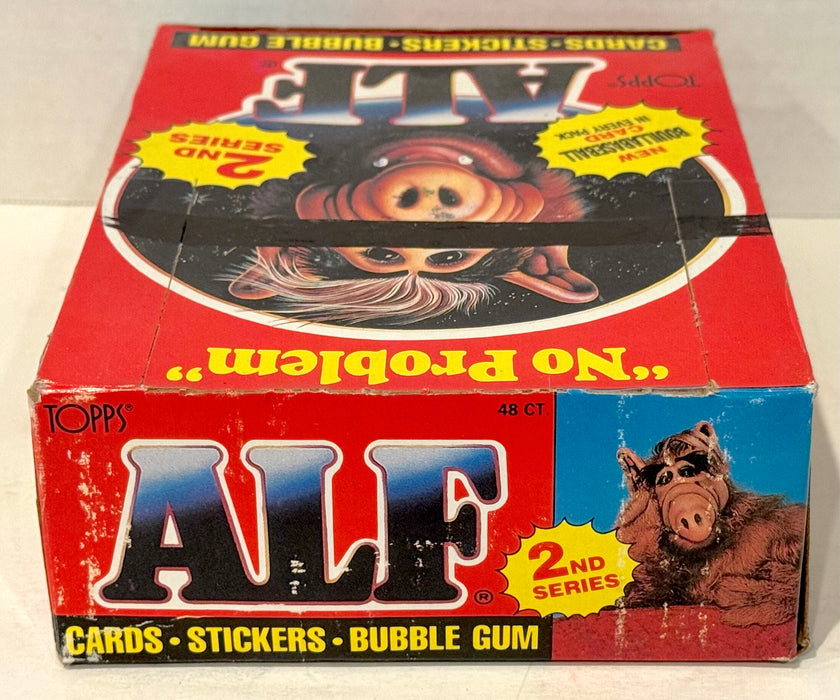 CARDS • STICKERS • BUBBLE GUM
TOPPS®
ALF®
NEW
BOUILLABASEBALL
CARD
IN EVERY PACK
2ND
SERIES
"No Problem"
TOPPS®
48 CT.
ALF®
2ND
SERIES
CARDS • STICKERS • BUBBLE GUM